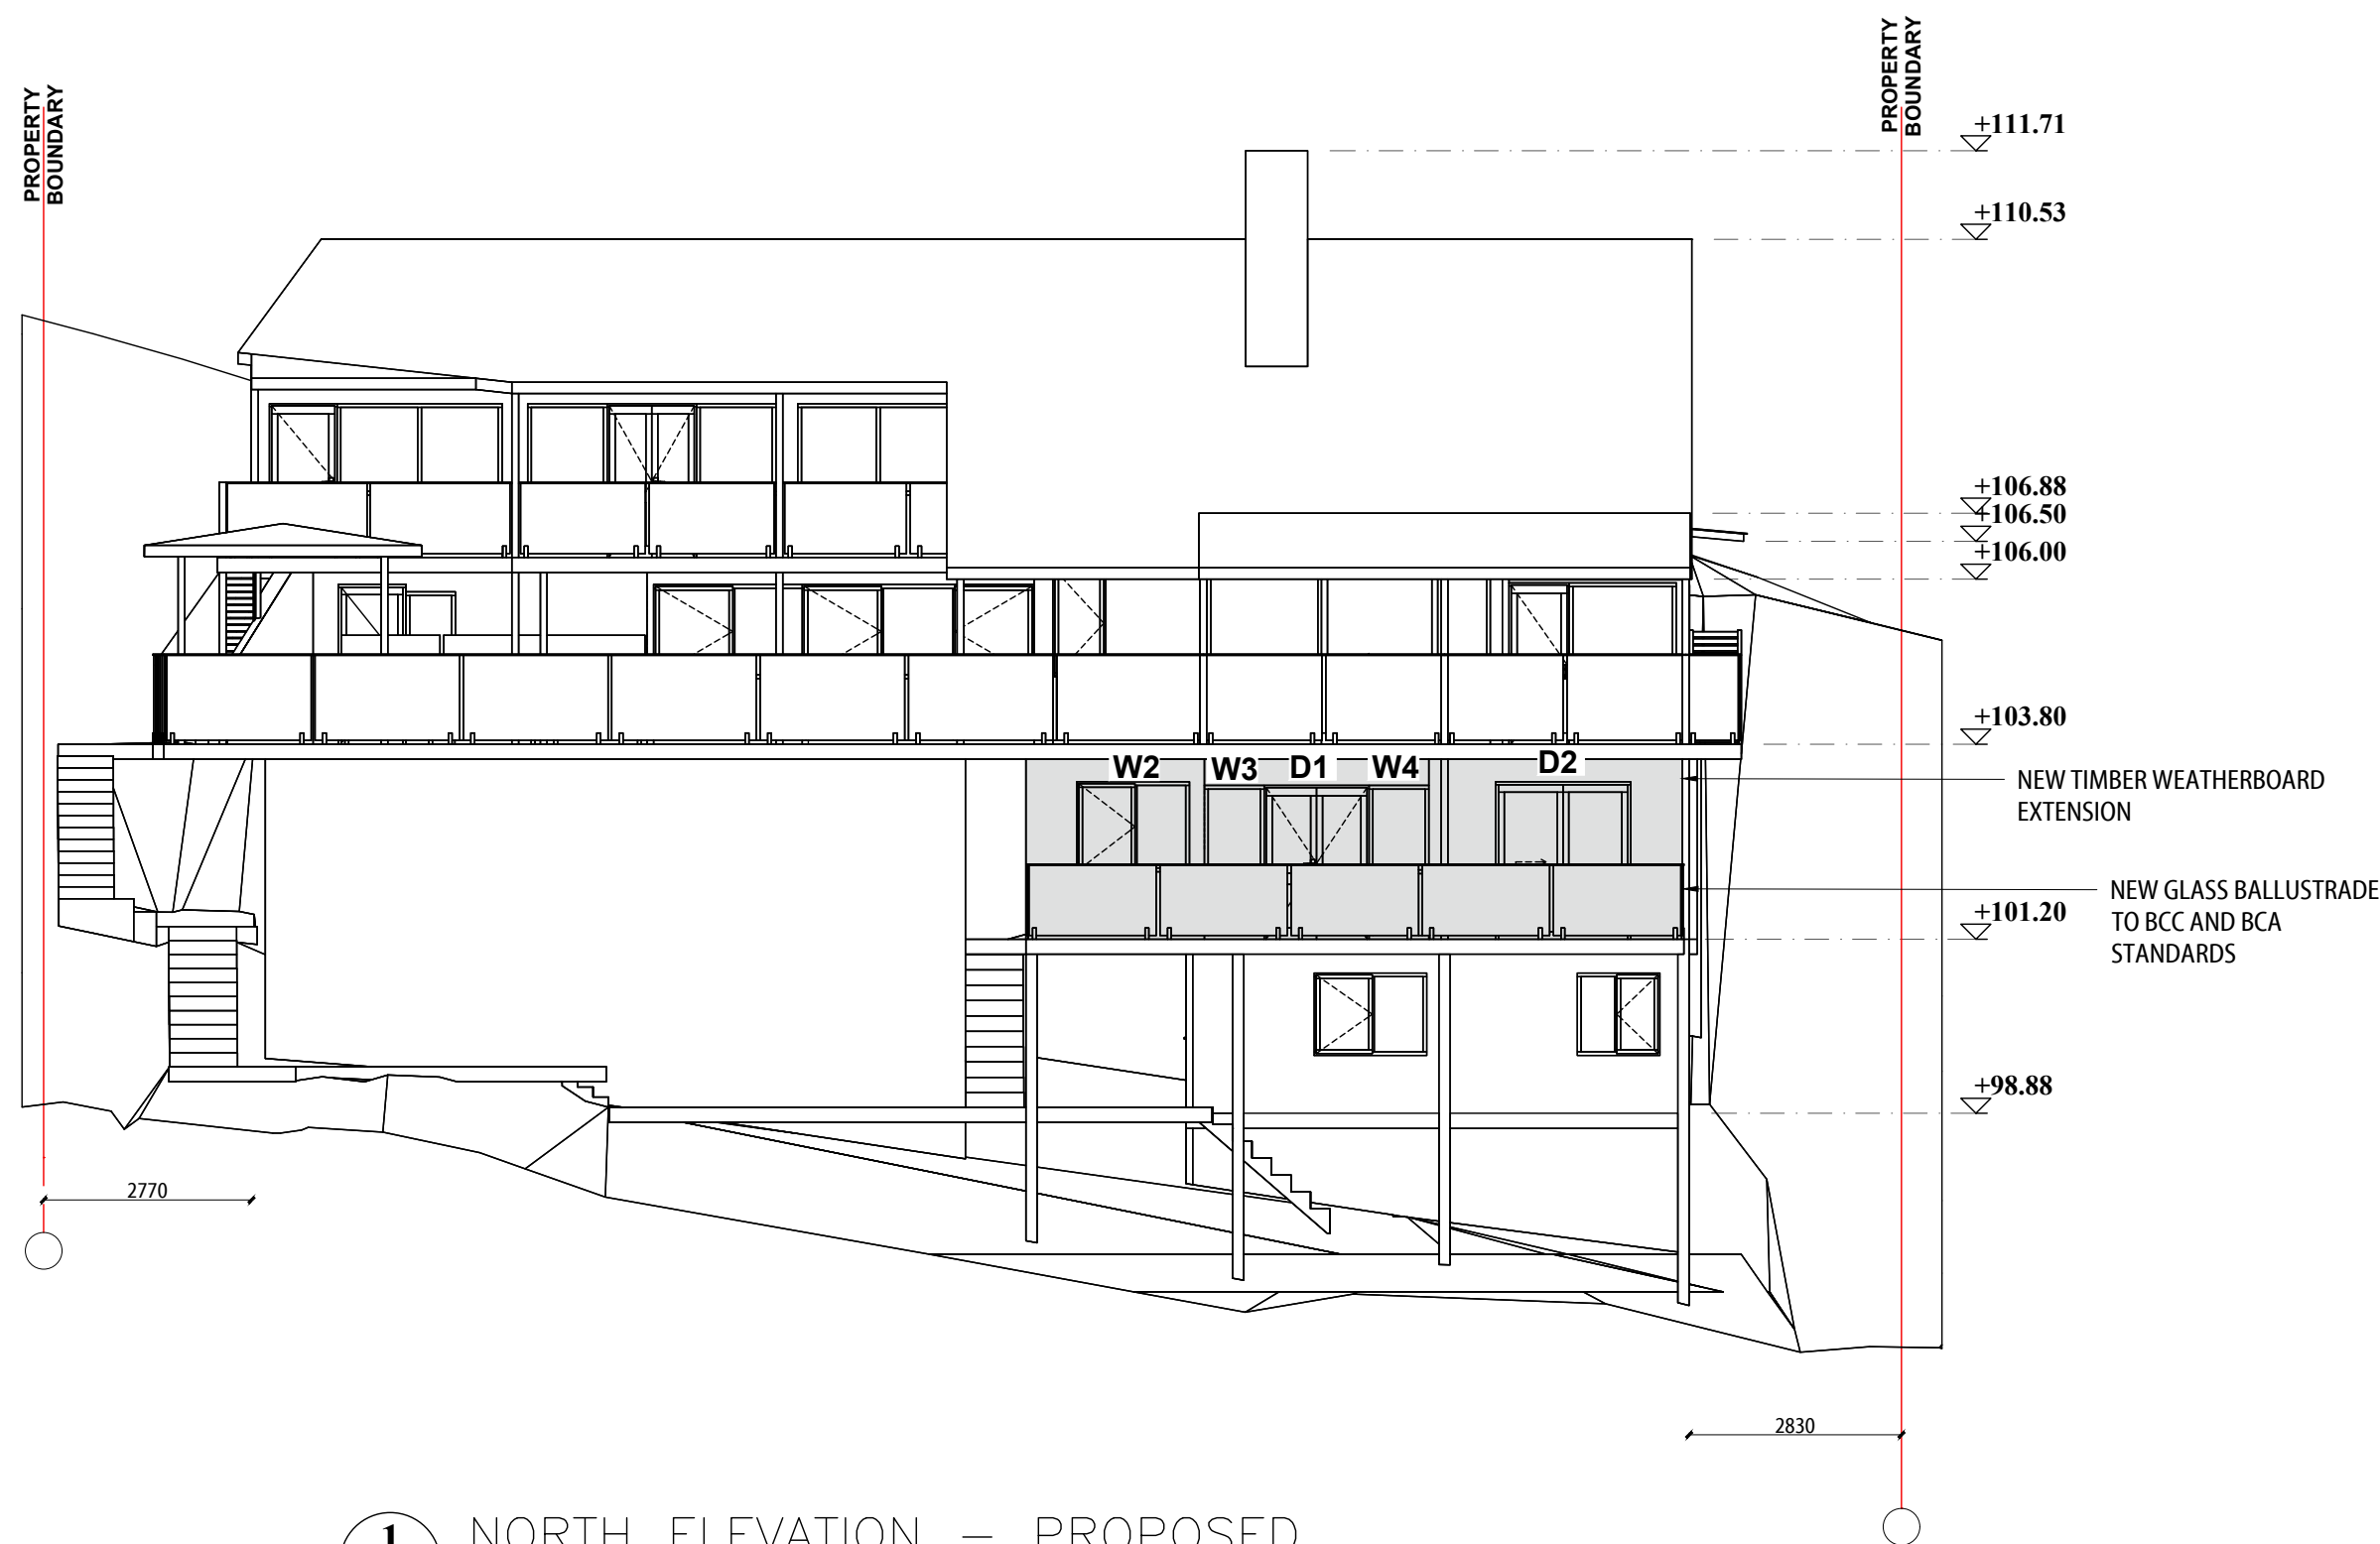 PROPERTY
BOUNDARY
PROPERTY
BOUNDARY
+111.71
+110.53
+106.88
+106.50
+106.00
+103.80
W2 W3 D1 W4 D2
NEW TIMBER WEATHERBOARD
EXTENSION
NEW GLASS BALLUSTRADE
TO BCC AND BCA
STANDARDS
+101.20
+98.88
2770
2830
1 NORTH ELEVATION - PROPOSED